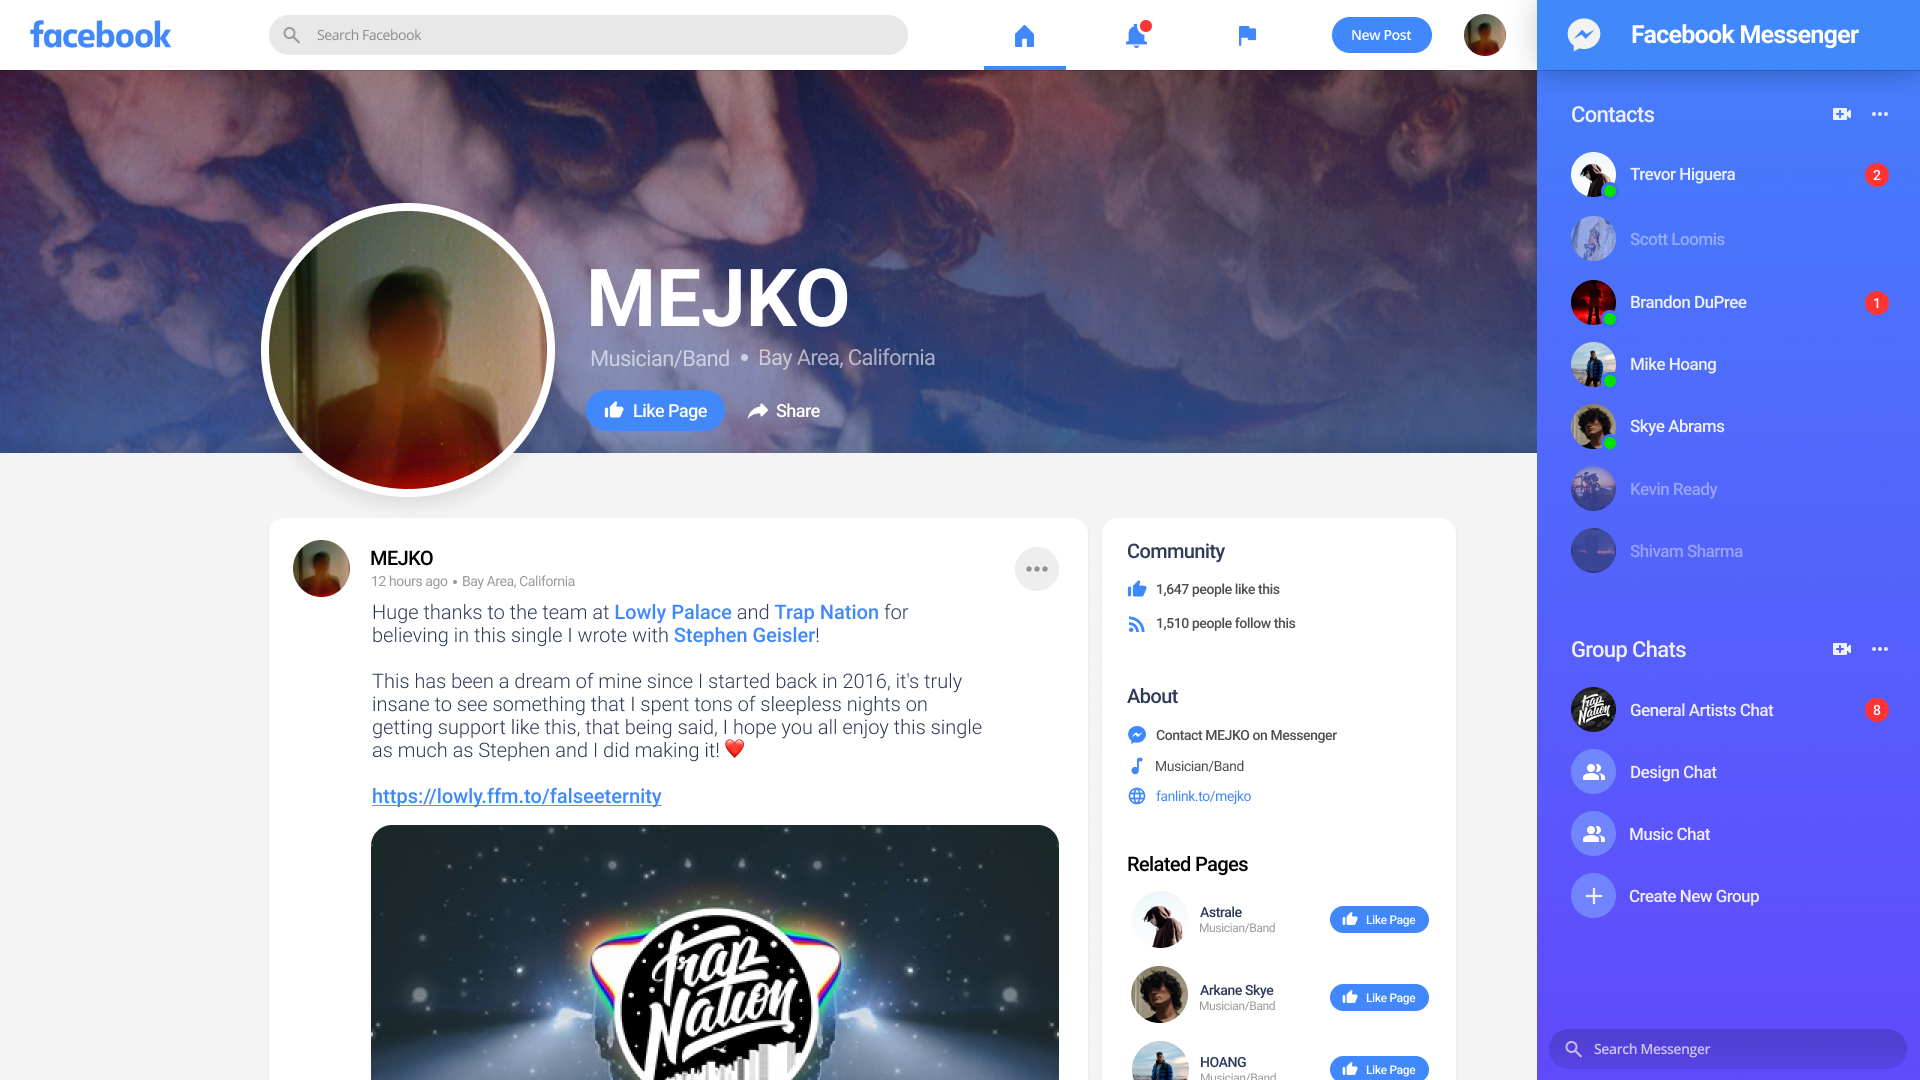 facebook
Search Facebook
New Post
Facebook Messenger
MEJKO
Musician/Band • Bay Area, California
Like Page
Share
MEJKO
12 hours ago • Bay Area, California
Huge thanks to the team at Lowly Palace and Trap Nation for
believing in this single I wrote with Stephen Geisler!
This has been a dream of mine since I started back in 2016, it's truly
insane to see something that I spent tons of sleepless nights on
getting support like this, that being said, I hope you all enjoy this single
as much as Stephen and I did making it! ❤️
https://lowly.ffm.to/falseeternity
Trap
Nation
Community
1,647 people like this
1,510 people follow this
About
Contact MEJKO on Messenger
Musician/Band
fanlink.to/mejko
Related Pages
Astrale
Musician/Band
Like Page
Arkane Skye
Musician/Band
Like Page
HOANG
Musician/Band
Like Page
Contacts
Trevor Higuera 2
Scott Loomis
Brandon DuPree 1
Mike Hoang
Skye Abrams
Kevin Ready
Shivam Sharma
Group Chats
Trap
Nation
General Artists Chat 8
Design Chat
Music Chat
Create New Group
Search Messenger